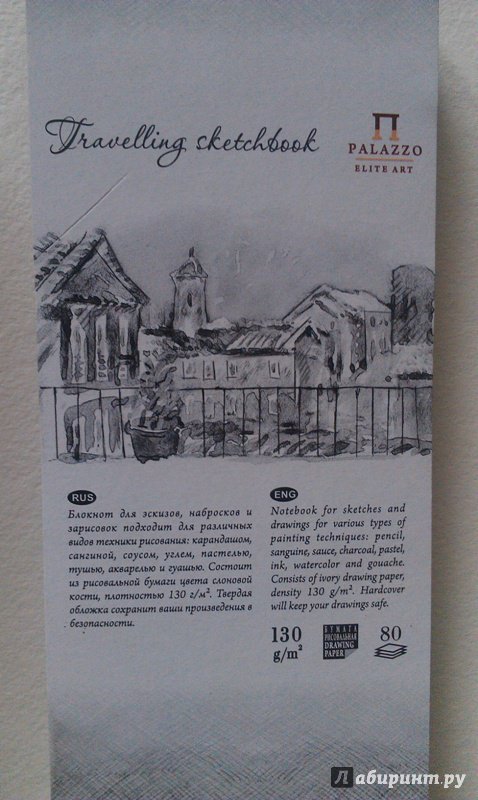 Travelling sketchbook
PALAZZO
ELITE ART
RUS
Блокнот для эскизов, набросков и
зарисовок подходит для различных
видов техники рисования: карандашом,
сангиной, соусом, углем, пастелью,
тушью, акварелью и гуашью. Состоит
из рисовальной бумаги цвета слоновой
кости, плотностью 130 г/м². Твердая
обложка сохранит ваши произведения в
безопасности.
ENG
Notebook for sketches and
drawings for various types of
painting techniques: pencil,
sanguine, sauce, charcoal, pastel,
ink, watercolor and gouache.
Consists of ivory drawing paper,
density 130 g/m². Hardcover
will keep your drawings safe.
130
g/m²
БУМАГА
РИСОВАЛЬНАЯ
DRAWING
PAPER
80
Лабиринт.ру